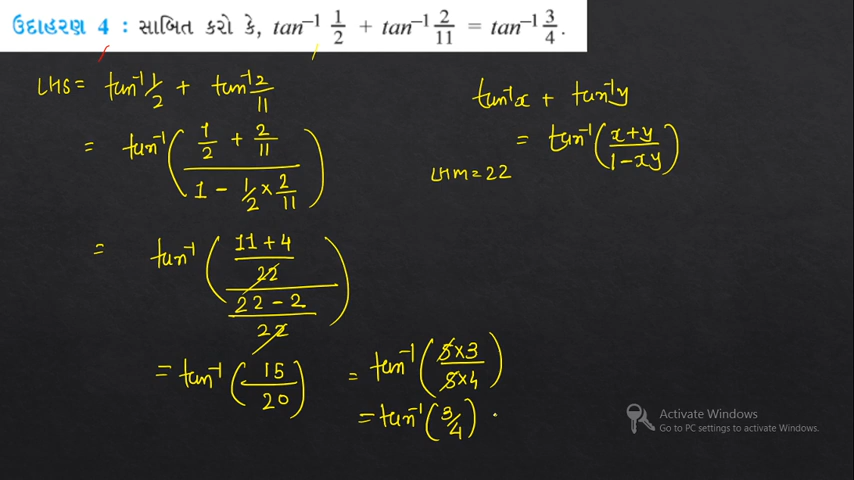 ઉદાહરણ 4 : સાબિત કરો કે, tan⁻¹ 1/2 + tan⁻¹ 2/11 = tan⁻¹ 3/4.
LHS = tan⁻¹ 1/2 + tan⁻¹ 2/11
= tan⁻¹ ((1/2 + 2/11) / (1 - 1/2 × 2/11))
= tan⁻¹ (((11 + 4)/22) / ((22 - 2)/22))
= tan⁻¹ (15/20)
= tan⁻¹ ((5×3)/(5×4))
= tan⁻¹ (3/4) .
tan⁻¹x + tan⁻¹y
= tan⁻¹ ((x+y)/(1-xy))
LHM = 22
Activate Windows
Go to PC settings to activate Windows.